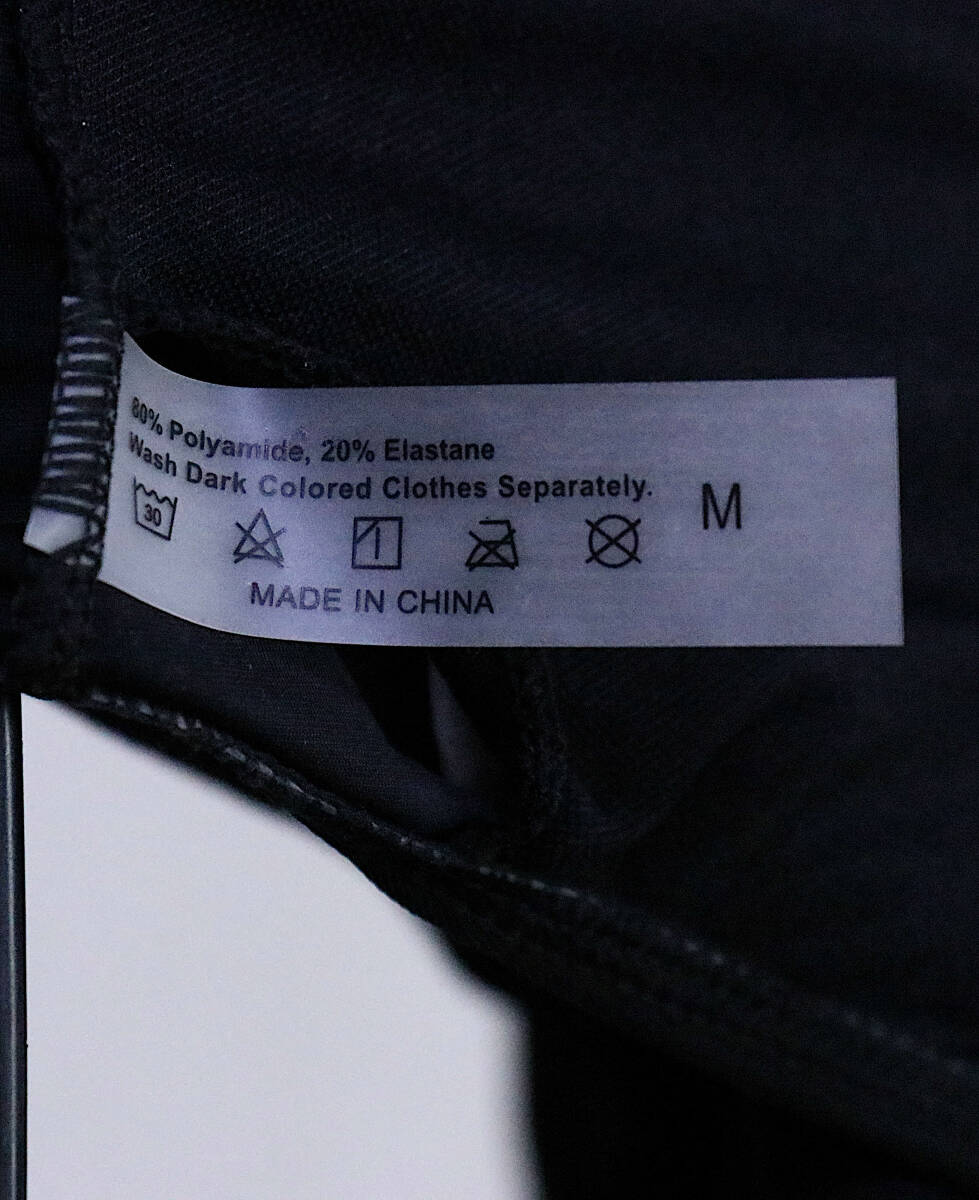 80% Polyamide, 20% Elastane
Wash Dark Colored Clothes Separately.
30
M
MADE IN CHINA